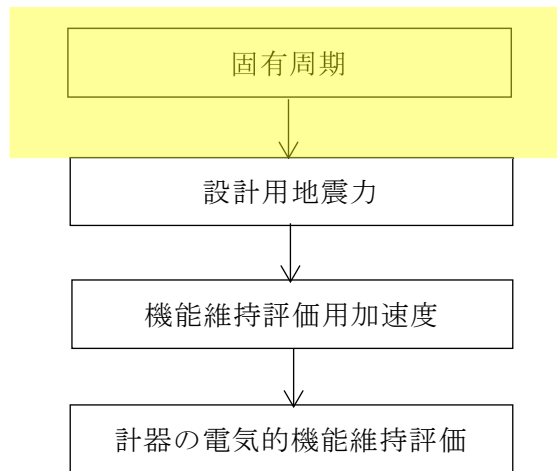 固有周期
設計用地震力
機能維持評価用加速度
計器の電気的機能維持評価